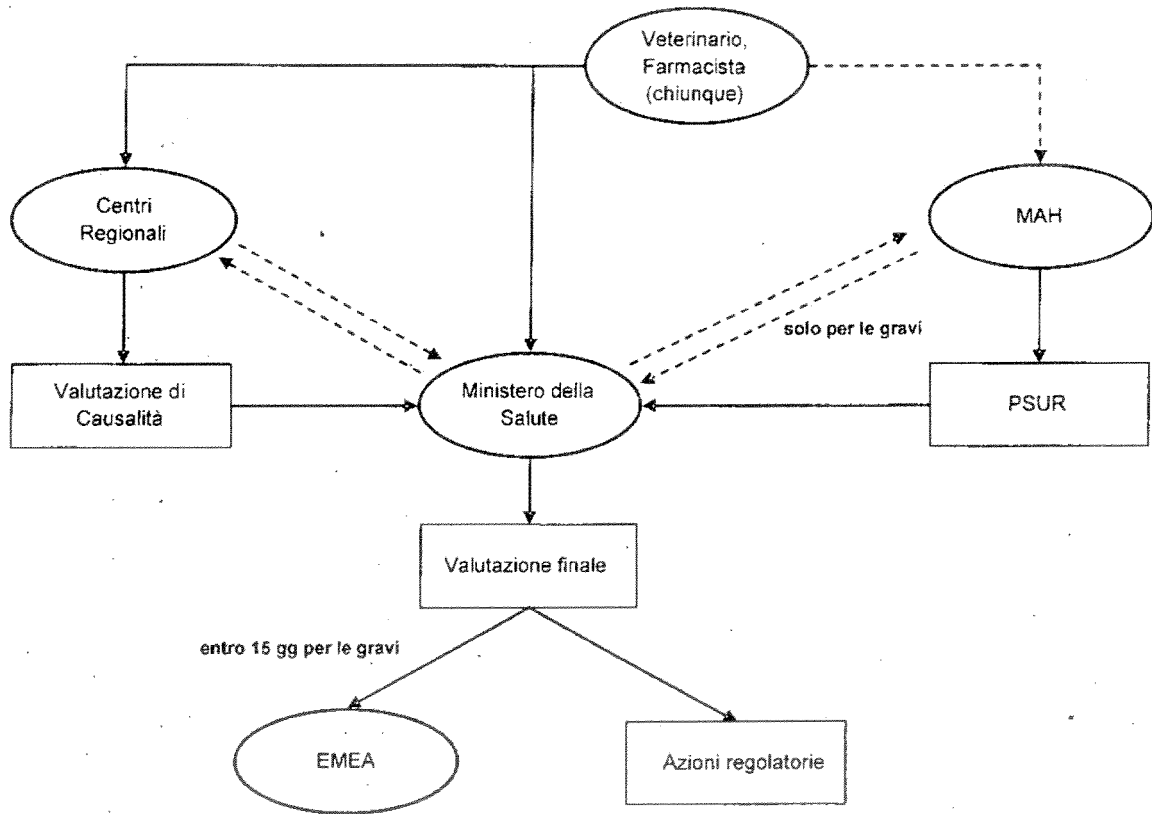 Veterinario,
Farmacista
(chiunque)
Centri
Regionali
MAH
solo per le gravi
Valutazione di
Causalità
Ministero della
Salute
PSUR
Valutazione finale
entro 15 gg per le gravi
EMEA
Azioni regolatorie